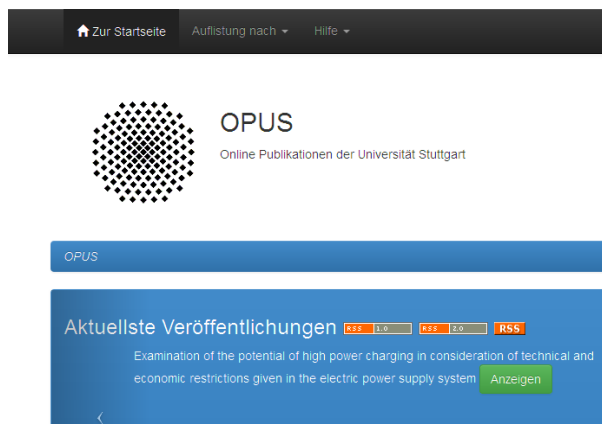 Zur Startseite Auflistung nach Hilfe
OPUS
Online Publikationen der Universität Stuttgart
OPUS
Aktuellste Veröffentlichungen RSS 1.0 RSS 2.0 RSS
Examination of the potential of high power charging in consideration of technical and
economic restrictions given in the electric power supply system Anzeigen